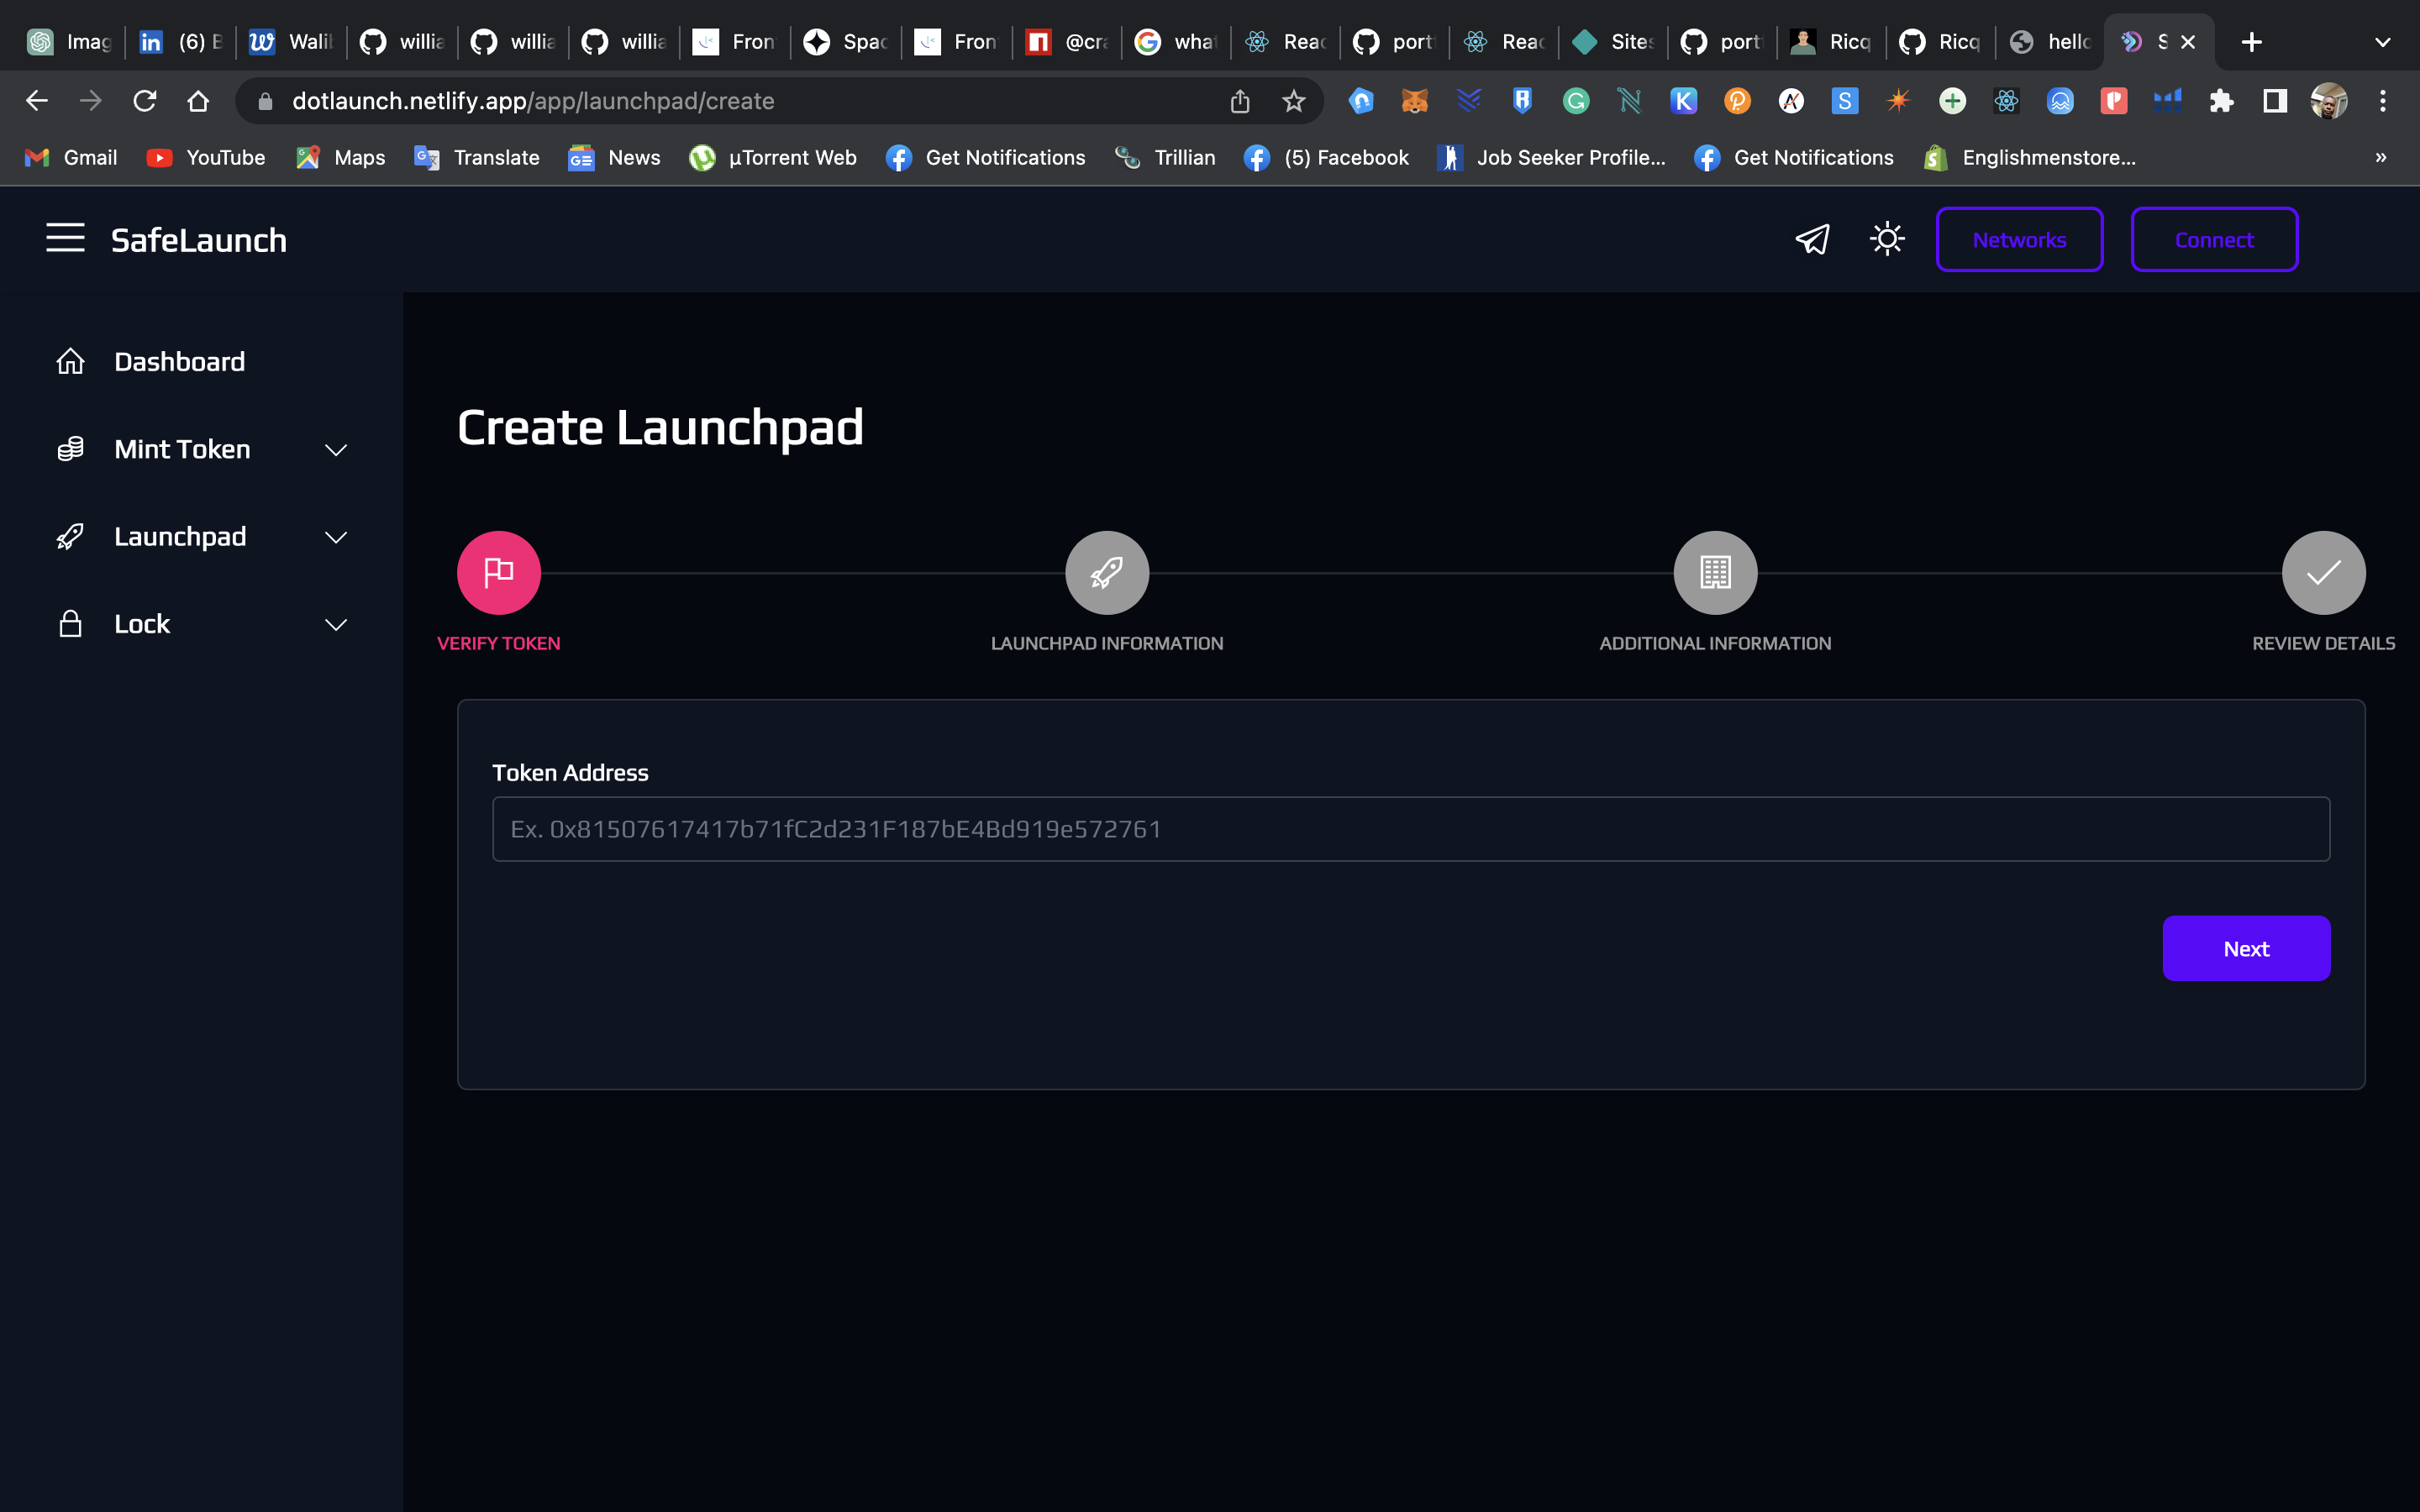 Imag (6) E Wali willia willia willia Fron Spac Fron @cra what Reac port Reac Sites port Ricq Ricq hello S
dotlaunch.netlify.app/app/launchpad/create
Gmail YouTube Maps Translate News µTorrent Web Get Notifications Trillian (5) Facebook Job Seeker Profile... Get Notifications Englishmenstore... »
SafeLaunch Networks Connect
Dashboard
Mint Token
Launchpad
Lock
Create Launchpad
VERIFY TOKEN LAUNCHPAD INFORMATION ADDITIONAL INFORMATION REVIEW DETAILS
Token Address
Ex. 0x81507617417b71fC2d231F187bE4Bd919e572761
Next